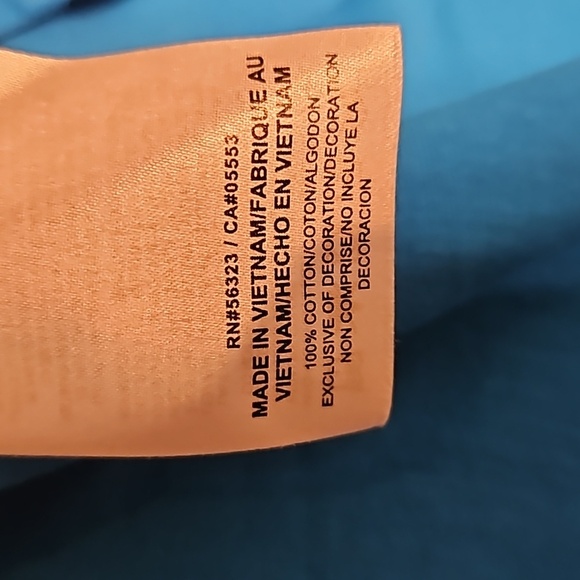 RN#56323 / CA#05553
MADE IN VIETNAM/FABRIQUE AU
VIETNAM/HECHO EN VIETNAM
100% COTTON/COTON/ALGODON
EXCLUSIVE OF DECORATION/DECORATION
NON COMPRISE/NO INCLUYE LA
DECORACION